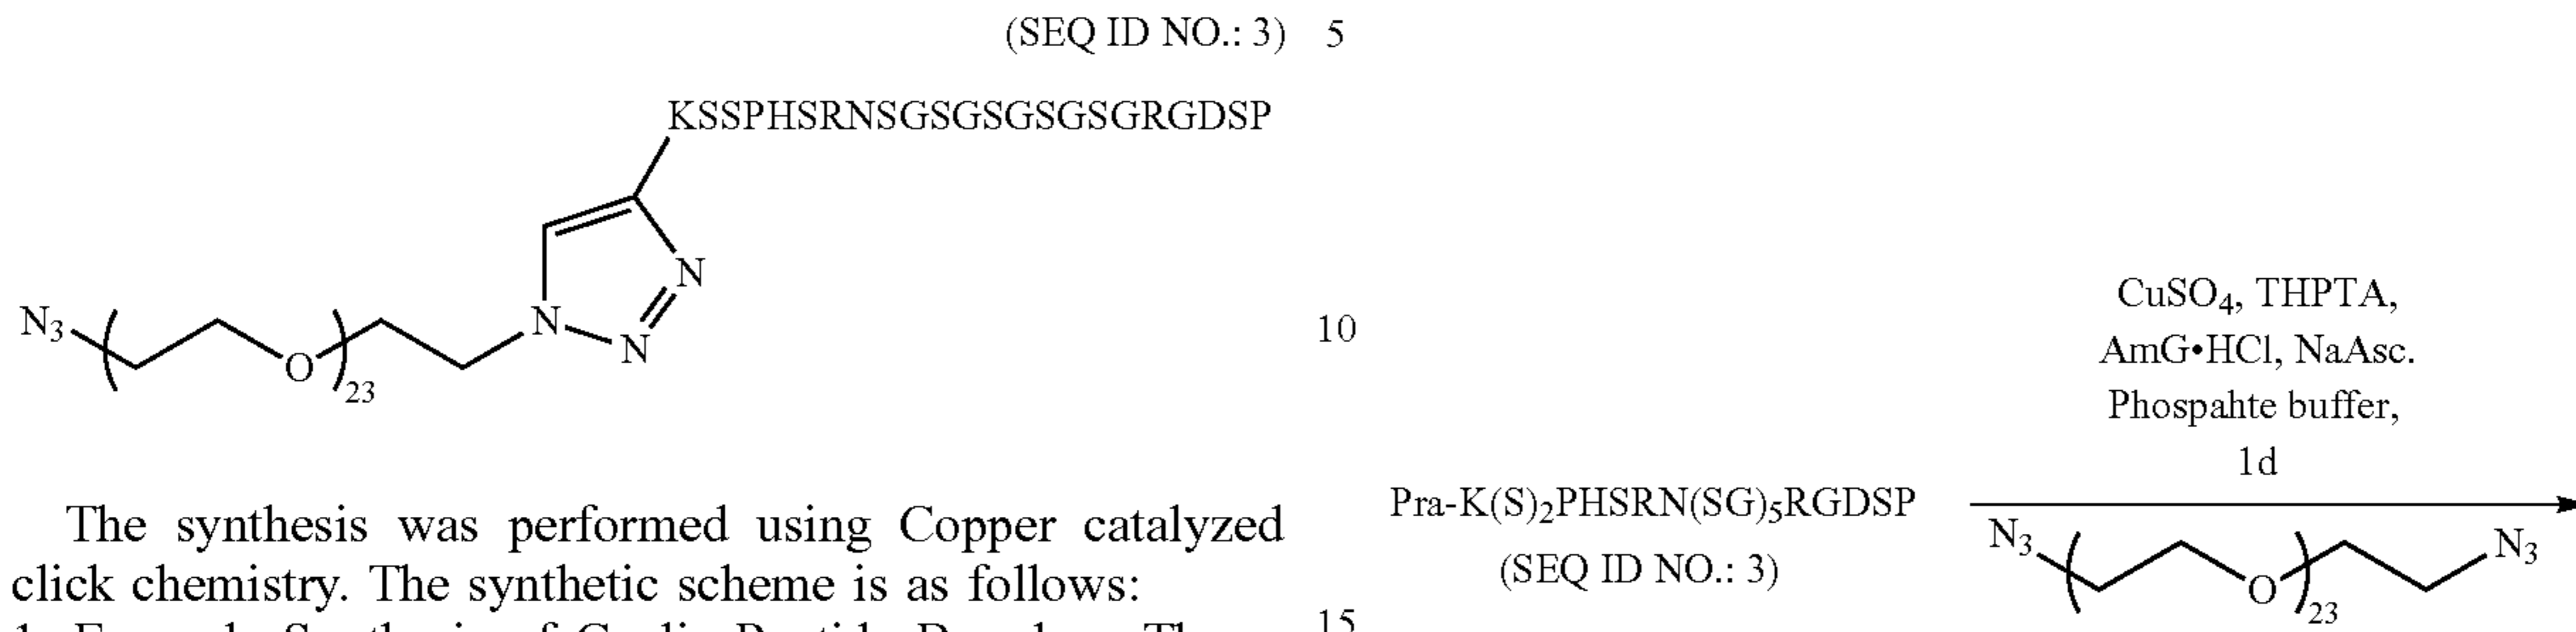 (SEQ ID NO.: 3)
KSSPHSRNSGSGSGSGSGRGDSP
N
N
N
N3
O
23
The synthesis was performed using Copper catalyzed
click chemistry. The synthetic scheme is as follows:
5
10
15
CuSO4, THPTA,
AmG•HCl, NaAsc.
Phospahte buffer,
1d
Pra-K(S)2PHSRN(SG)5RGDSP
(SEQ ID NO.: 3)
N3
O
23
N3